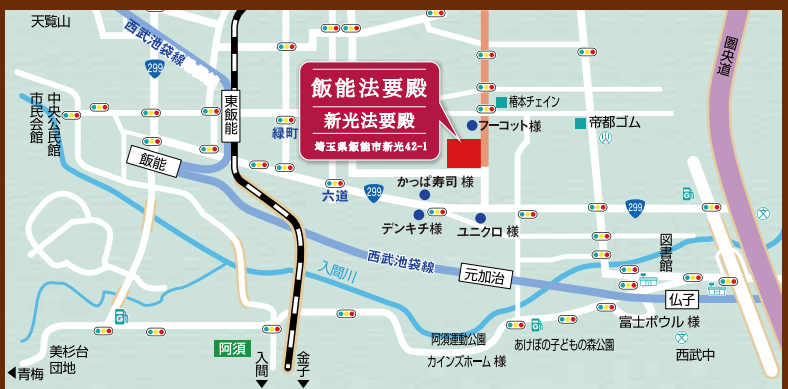 天覧山
西武池袋線
299
圏央道
飯能法要殿
新光法要殿
埼玉県飯能市新光42-1
椿本チェイン
フーコット様
帝都ゴム
中央公民館
市民会館
東飯能
緑町
飯能
六道
299
かっぱ寿司 様
デンキチ様
ユニクロ 様
299
図書館
西武池袋線
入間川
元加治
仏子
富士ボウル 様
西武中
阿須運動公園
カインズホーム 様
あけぼの子どもの森公園
阿須
美杉台
団地
青梅
入間
金子